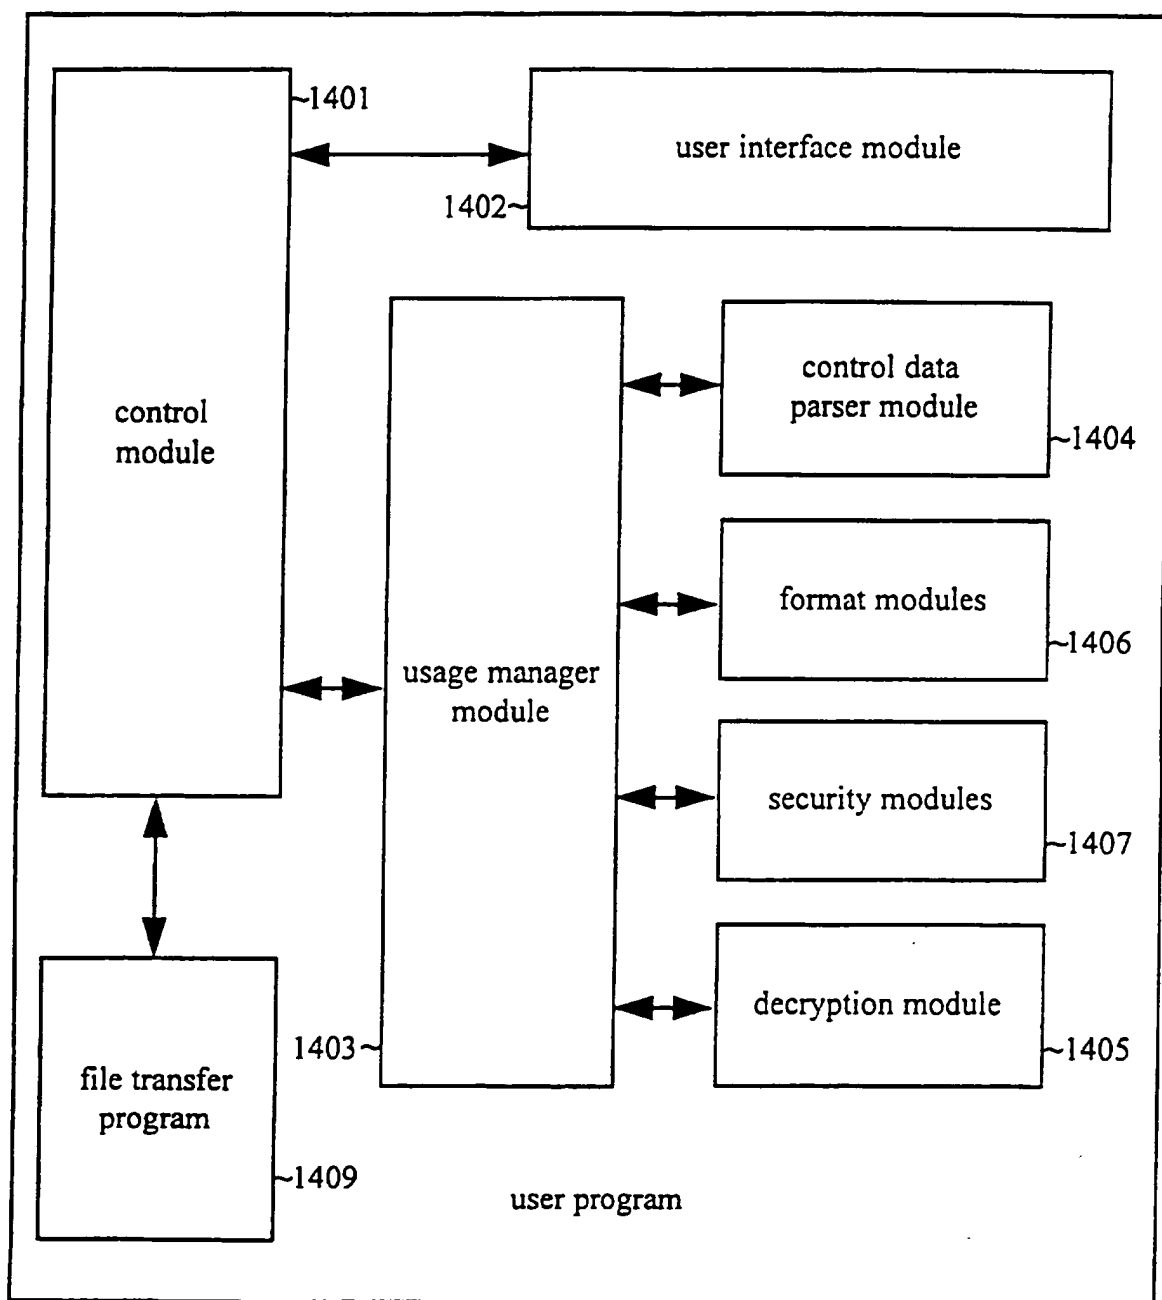 1401
user interface module
1402
control data
parser module
1404
control
module
format modules
1406
usage manager
module
security modules
1407
decryption module
1405
1403
file transfer
program
1409
user program